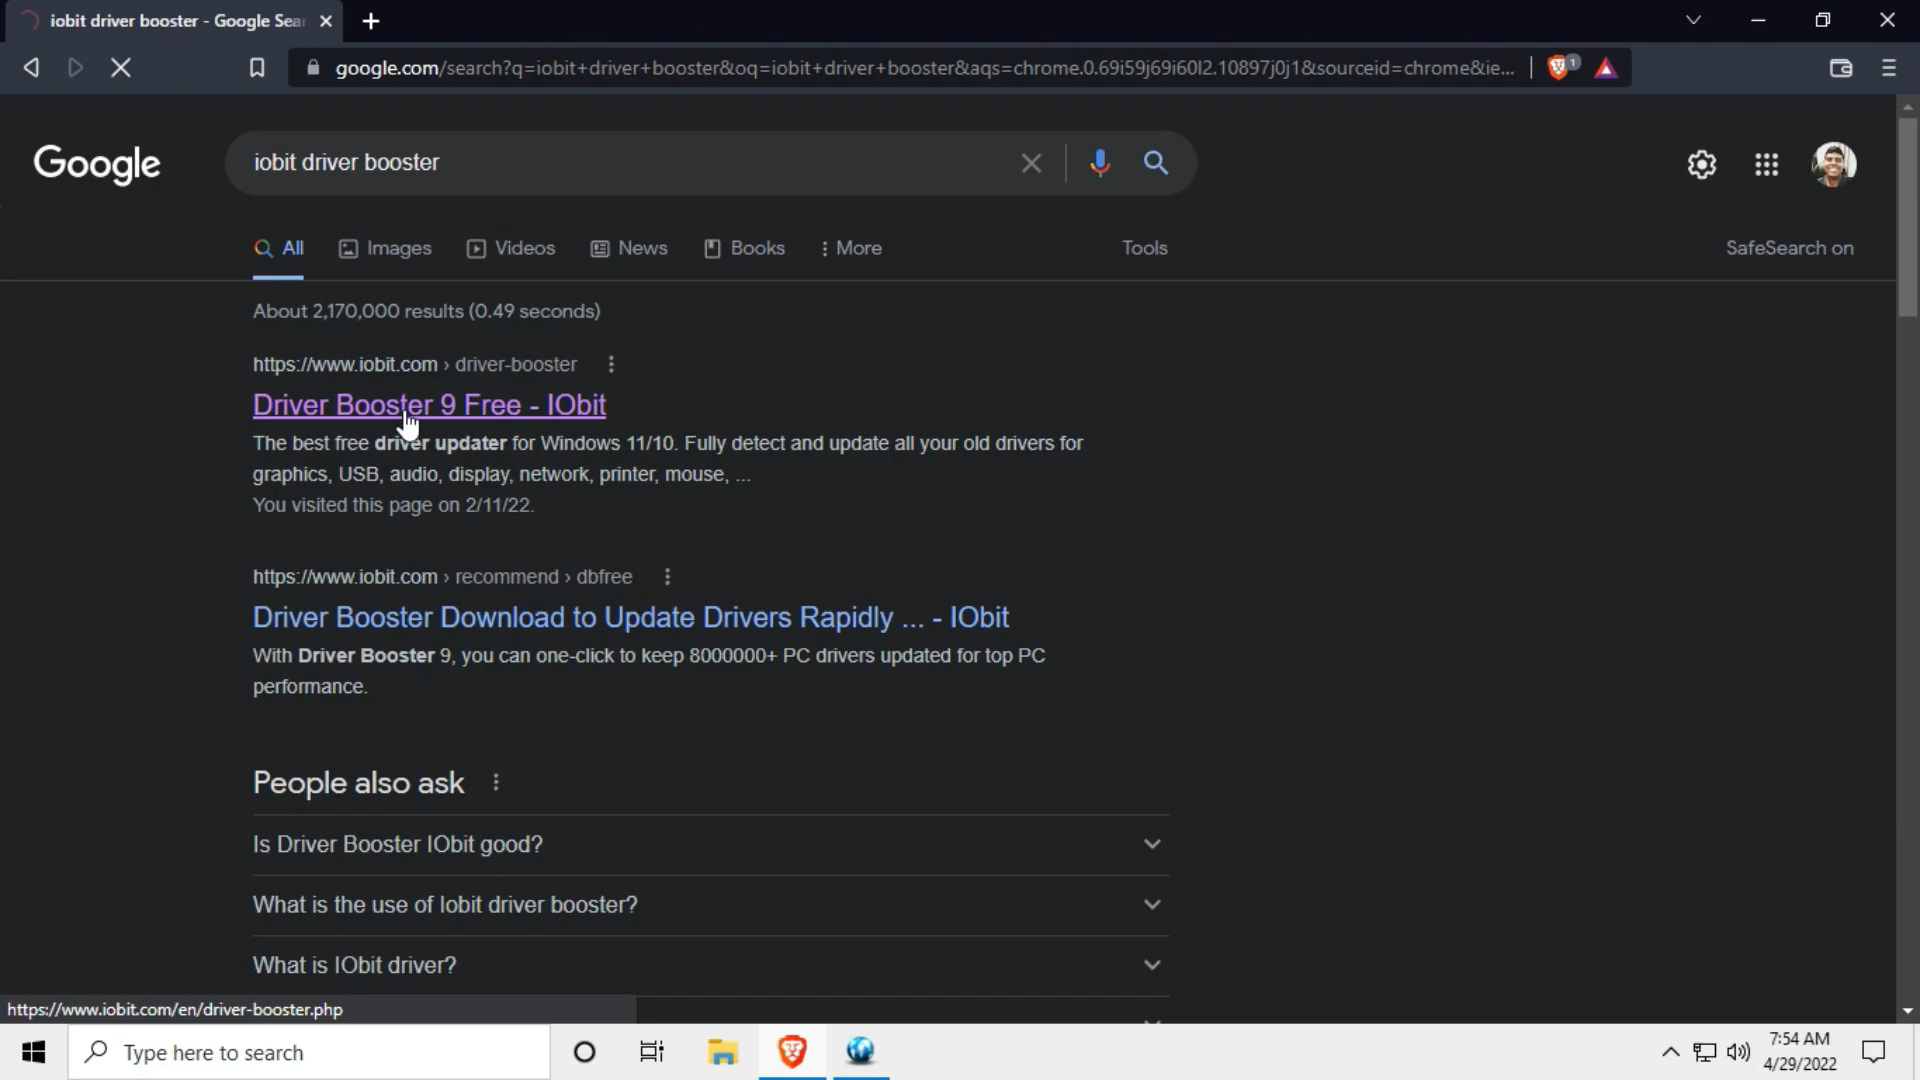 iobit driver booster - Google Sear
google.com/search?q=iobit+driver+booster&oq=iobit+driver+booster&aqs=chrome.0.69i59j69i60l2.10897j0j1&sourceid=chrome&ie...
1
Google
iobit driver booster
All
Images
Videos
News
Books
More
Tools
SafeSearch on
About 2,170,000 results (0.49 seconds)
https://www.iobit.com › driver-booster
Driver Booster 9 Free - IObit
The best free driver updater for Windows 11/10. Fully detect and update all your old drivers for
graphics, USB, audio, display, network, printer, mouse, ...
You visited this page on 2/11/22.
https://www.iobit.com › recommend › dbfree
Driver Booster Download to Update Drivers Rapidly ... - IObit
With Driver Booster 9, you can one-click to keep 8000000+ PC drivers updated for top PC
performance.
People also ask
Is Driver Booster IObit good?
What is the use of Iobit driver booster?
What is IObit driver?
https://www.iobit.com/en/driver-booster.php
Type here to search
7:54 AM
4/29/2022